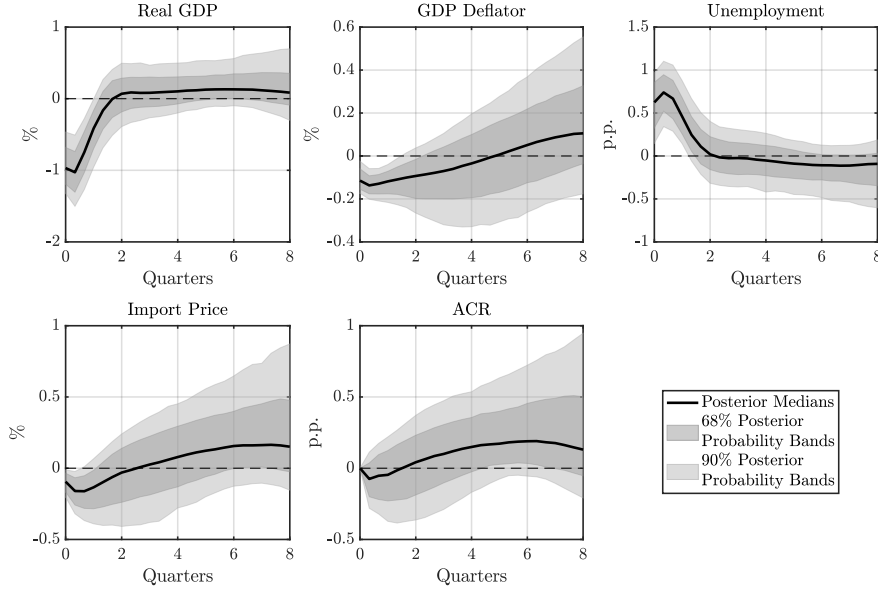 Real GDP
1
0
-1
-2
%
0 2 4 6 8
Quarters
GDP Deflator
0.6
0.4
0.2
0
-0.2
-0.4
%
0 2 4 6 8
Quarters
Unemployment
1.5
1
0.5
0
-0.5
-1
p.p.
0 2 4 6 8
Quarters
Import Price
1
0.5
0
-0.5
%
0 2 4 6 8
Quarters
ACR
1
0.5
0
-0.5
p.p.
0 2 4 6 8
Quarters
Posterior Medians
68% Posterior
Probability Bands
90% Posterior
Probability Bands